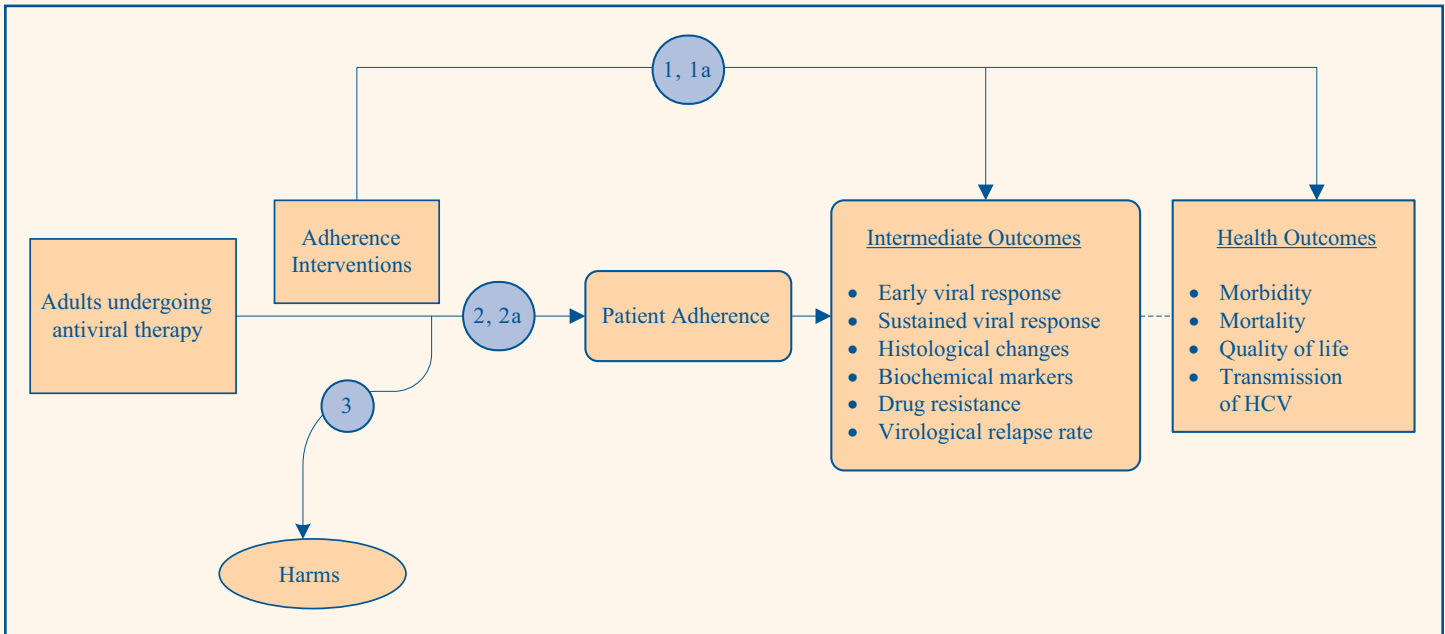 1, 1a
Adherence
Interventions
Adults undergoing
antiviral therapy
2, 2a
Patient Adherence
3
Harms
Intermediate Outcomes
• Early viral response
• Sustained viral response
• Histological changes
• Biochemical markers
• Drug resistance
• Virological relapse rate
Health Outcomes
• Morbidity
• Mortality
• Quality of life
• Transmission
of HCV